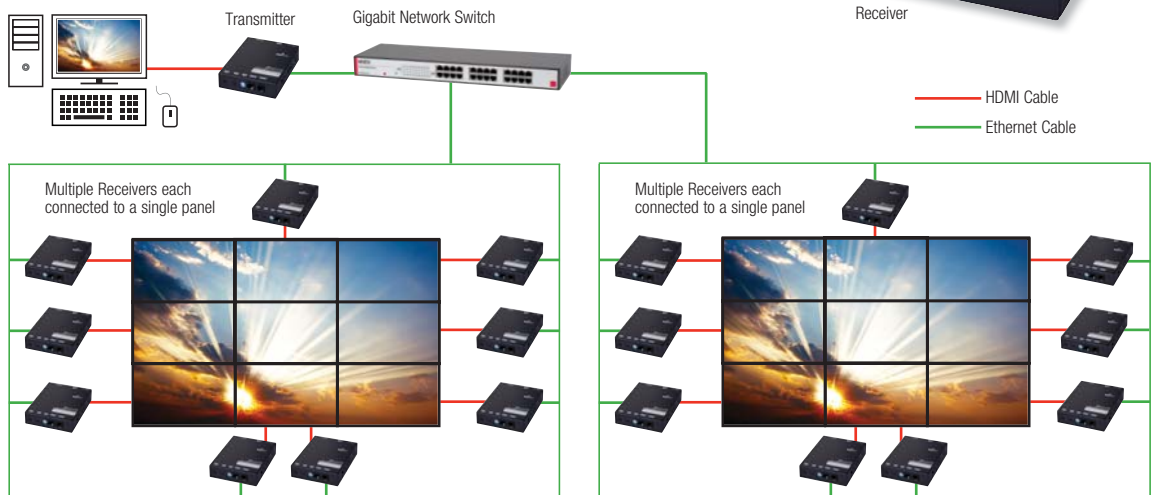 Transmitter
Gigabit Network Switch
Receiver
HDMI Cable
Ethernet Cable
Multiple Receivers each
connected to a single panel
Multiple Receivers each
connected to a single panel